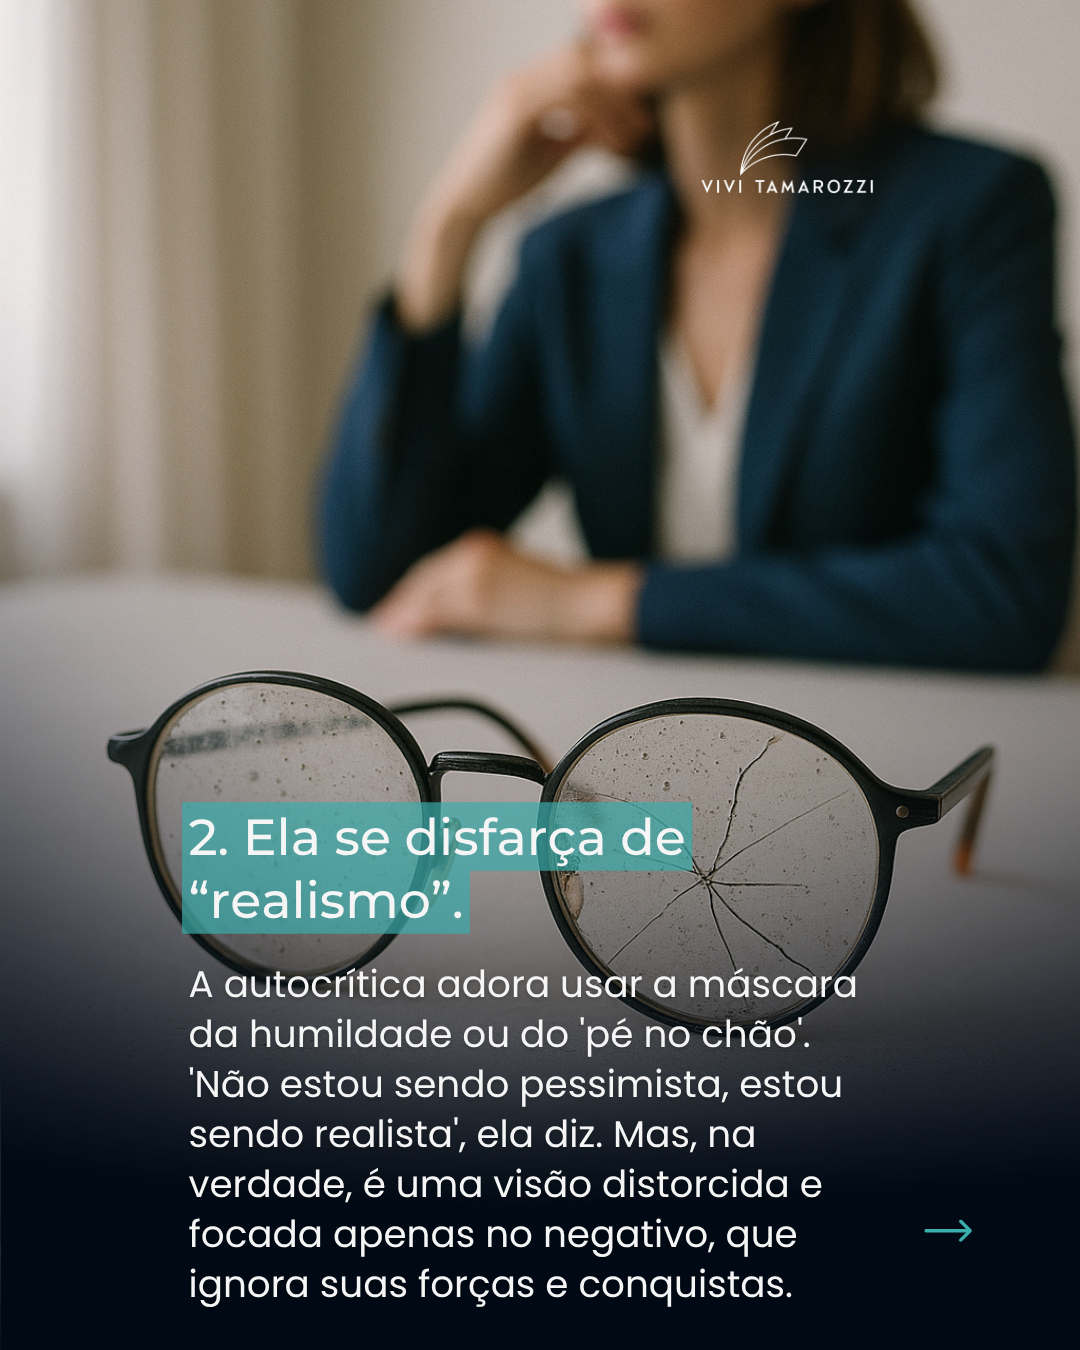 VIVI TAMAROZZI
2. Ela se disfarça de
“realismo”.
A autocrítica adora usar a máscara
da humildade ou do 'pé no chão'.
'Não estou sendo pessimista, estou
sendo realista', ela diz. Mas, na
verdade, é uma visão distorcida e
focada apenas no negativo, que
ignora suas forças e conquistas.